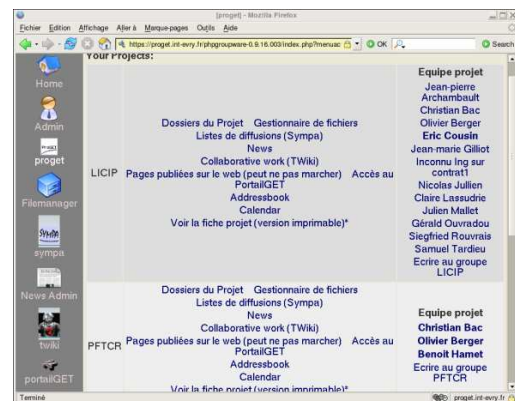 [proget] - Mozilla Firefox
Fichier Edition Affichage Aller à Marque-pages Outils Aide
https://proget.int-evry.fr/phpgroupware-0.9.16.003/index.php?menuac
OK
Search
Your Projects:
Home
Admin
proget
Filemanager
sympa
News Admin
twiki
portailGET
LICIP
Dossiers du Projet Gestionnaire de fichiers
Listes de diffusions (Sympa)
News
Collaborative work (TWiki)
Pages publiées sur le web (peut ne pas marcher) Accès au
PortailGET
Addressbook
Calendar
Voir la fiche projet (version imprimable)*
Equipe projet
Jean-pierre
Archambault
Christian Bac
Olivier Berger
Eric Cousin
Jean-marie Gilliot
Inconnu Ing sur
contrat1
Nicolas Jullien
Claire Lassudrie
Julien Mallet
Gérald Ouvradou
Siegfried Rouvrais
Samuel Tardieu
Ecrire au groupe
LICIP
PFTCR
Dossiers du Projet Gestionnaire de fichiers
Listes de diffusions (Sympa)
News
Collaborative work (TWiki)
Pages publiées sur le web (peut ne pas marcher) Accès au
PortailGET
Addressbook
Calendar
Voir la fiche projet (version imprimable)*
Equipe projet
Christian Bac
Olivier Berger
Benoit Hamet
Ecrire au groupe
PFTCR
Terminé
proget.int-evry.fr